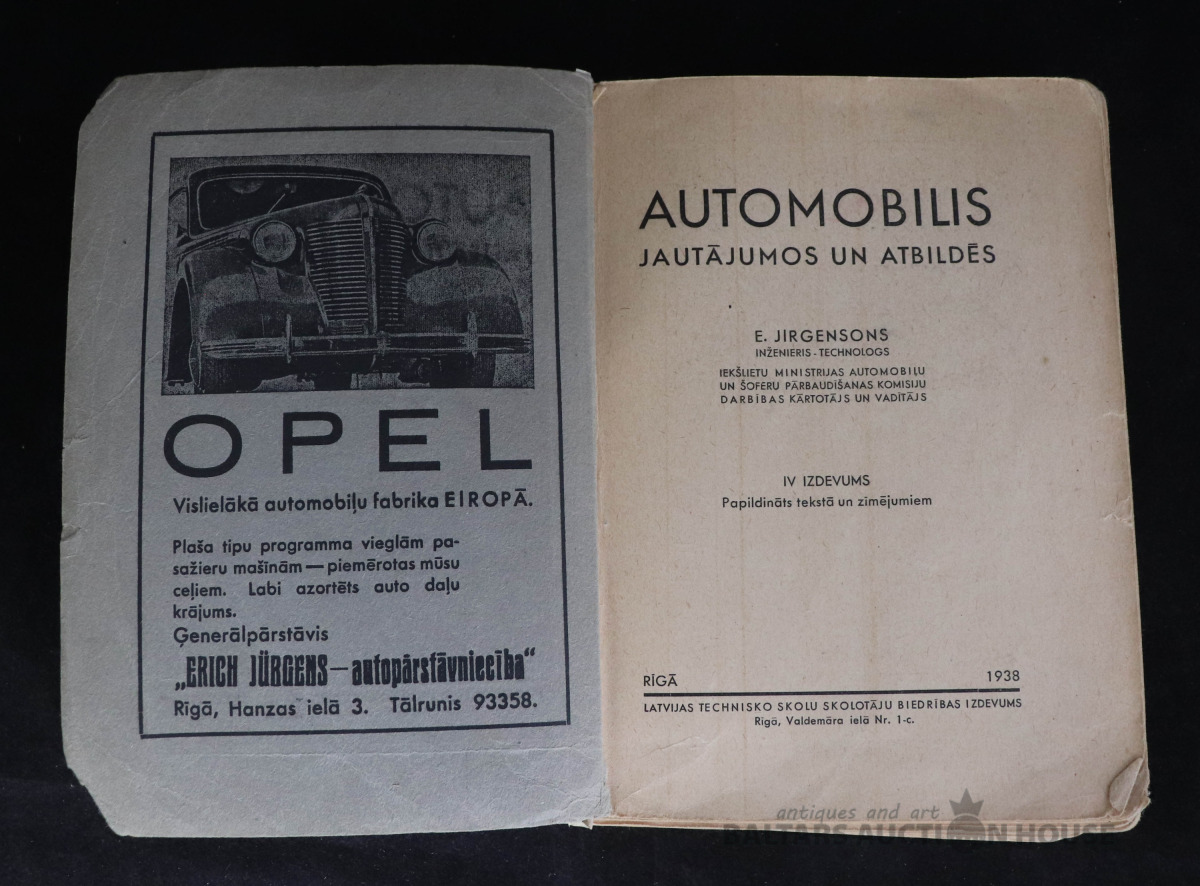 OPEL
Vislielākā automobiļu fabrika EIROPĀ.
Plaša tipu programma vieglām pa-
sažieru mašīnām — piemērotas mūsu
ceļiem. Labi azortēts auto daļu
krājums.
Ģenerālpārstāvis
„ERICH JÜRGENS — autopārstāvniecība“
Rīgā, Hanzas ielā 3. Tālrunis 93358.
AUTOMOBILIS
JAUTĀJUMOS UN ATBILDĒS
E. JIRGENSONS
INŽENIERIS - TECHNOLOGS
IEKŠLIETU MINISTRIJAS AUTOMOBIĻU
UN ŠOFERU PĀRBAUDĪŠANAS KOMISIJU
DARBĪBAS KĀRTOTĀJS UN VADĪTĀJS
IV IZDEVUMS
Papildināts tekstā un zīmējumiem
RĪGĀ 1938
LATVIJAS TECHNISKO SKOLU SKOLOTĀJU BIEDRĪBAS IZDEVUMS
Rīgā, Valdemāra ielā Nr. 1-c.
antiques and art
BALTARS AUCTION HOUSE